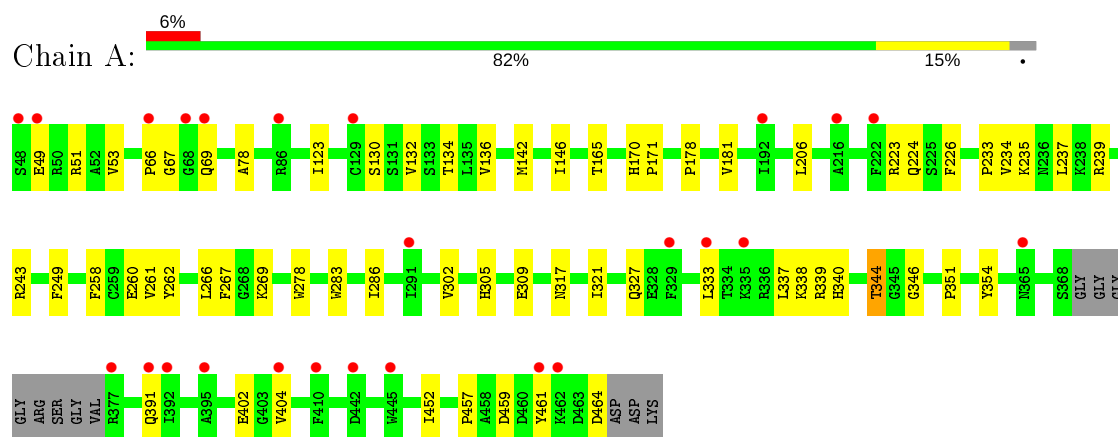 6%
Chain A:
82% 15% •
S48 E49 R50 R51 A52 V53 P66 G67 G68 Q69 A78 R86 I123 C129 S130 S131 V132 S133 T134 L135 V136 M142 I146 T165 H170 P171 P178 V181 I192 L206 A216 F222 R223 Q224 S225 F226 P233 V234 K235 N236 L237 K238 R239
R243 F249 F258 C259 E260 V261 Y262 L266 F267 G268 K269 W278 W283 I286 I291 V302 H305 E309 N317 I321 Q327 E328 F329 L333 T334 K335 R336 L337 K338 R339 H340 T344 G345 G346 P351 Y354 N365 S368 GLY GLY GLY
GLY ARG SER GLY VAL R377 Q391 I392 A395 E402 G403 V404 F410 D442 W445 I452 P457 A458 D459 D460 Y461 K462 D463 D464 ASP ASP LYS